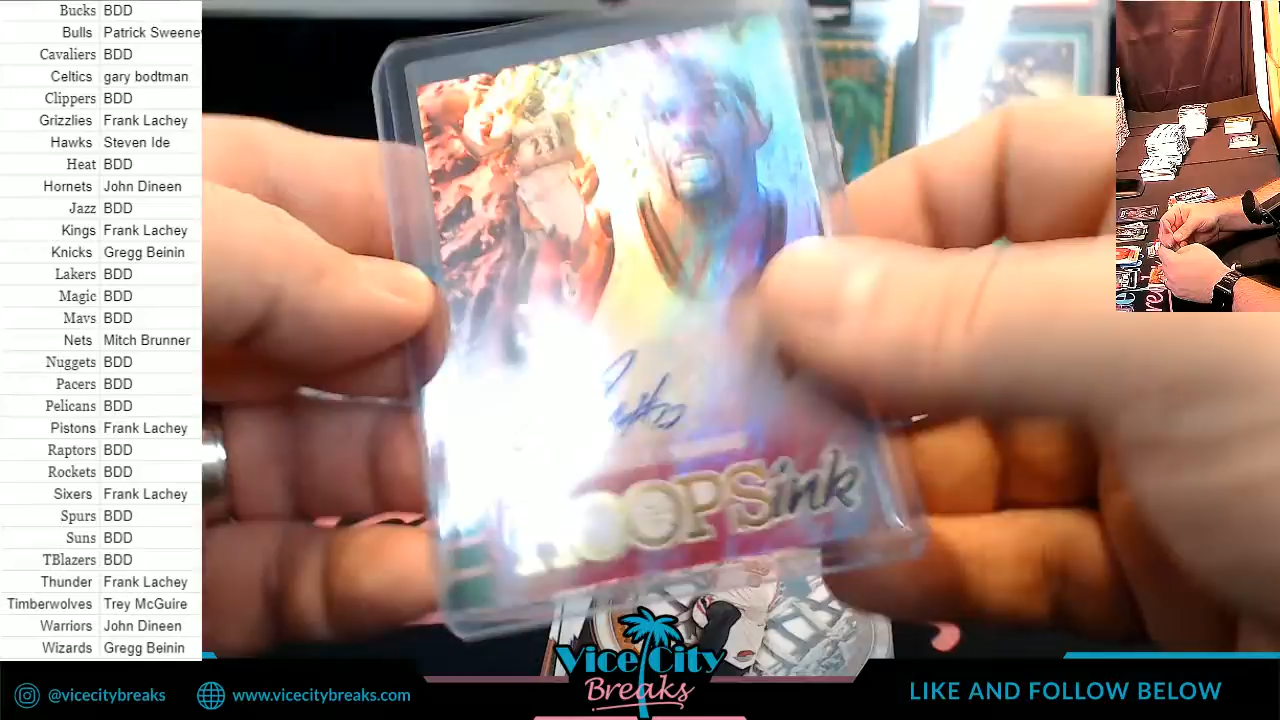 Bucks BDD
Bulls Patrick Sweeney
Cavaliers BDD
Celtics gary bodtman
Clippers BDD
Grizzlies Frank Lachey
Hawks Steven Ide
Heat BDD
Hornets John Dineen
Jazz BDD
Kings Frank Lachey
Knicks Gregg Beinin
Lakers BDD
Magic BDD
Mavs BDD
Nets Mitch Brunner
Nuggets BDD
Pacers BDD
Pelicans BDD
Pistons Frank Lachey
Raptors BDD
Rockets BDD
Sixers Frank Lachey
Spurs BDD
Suns BDD
TBlazers BDD
Thunder Frank Lachey
Timberwolves Trey McGuire
Warriors John Dineen
Wizards Gregg Beinin
HOOPS ink
Vice City
Breaks
@vicecitybreaks
www.vicecitybreaks.com
LIKE AND FOLLOW BELOW